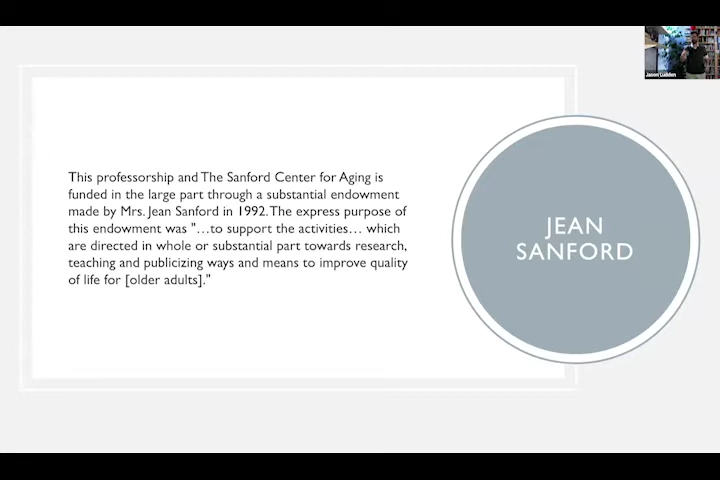 This professorship and The Sanford Center for Aging is
funded in the large part through a substantial endowment
made by Mrs. Jean Sanford in 1992. The express purpose of
this endowment was "...to support the activities... which
are directed in whole or substantial part towards research,
teaching and publicizing ways and means to improve quality
of life for [older adults]."
JEAN
SANFORD